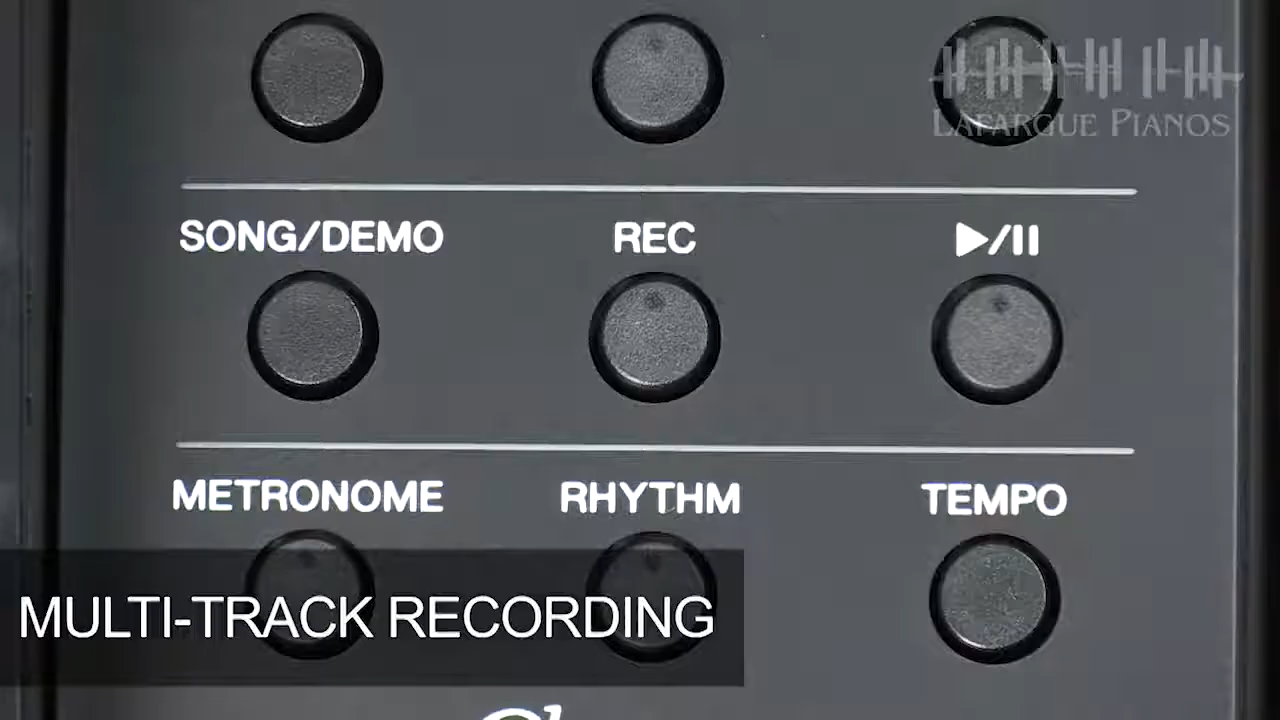 LAFARGUE PIANOS
SONG/DEMO
REC
▶/II
METRONOME
RHYTHM
TEMPO
MULTI-TRACK RECORDING